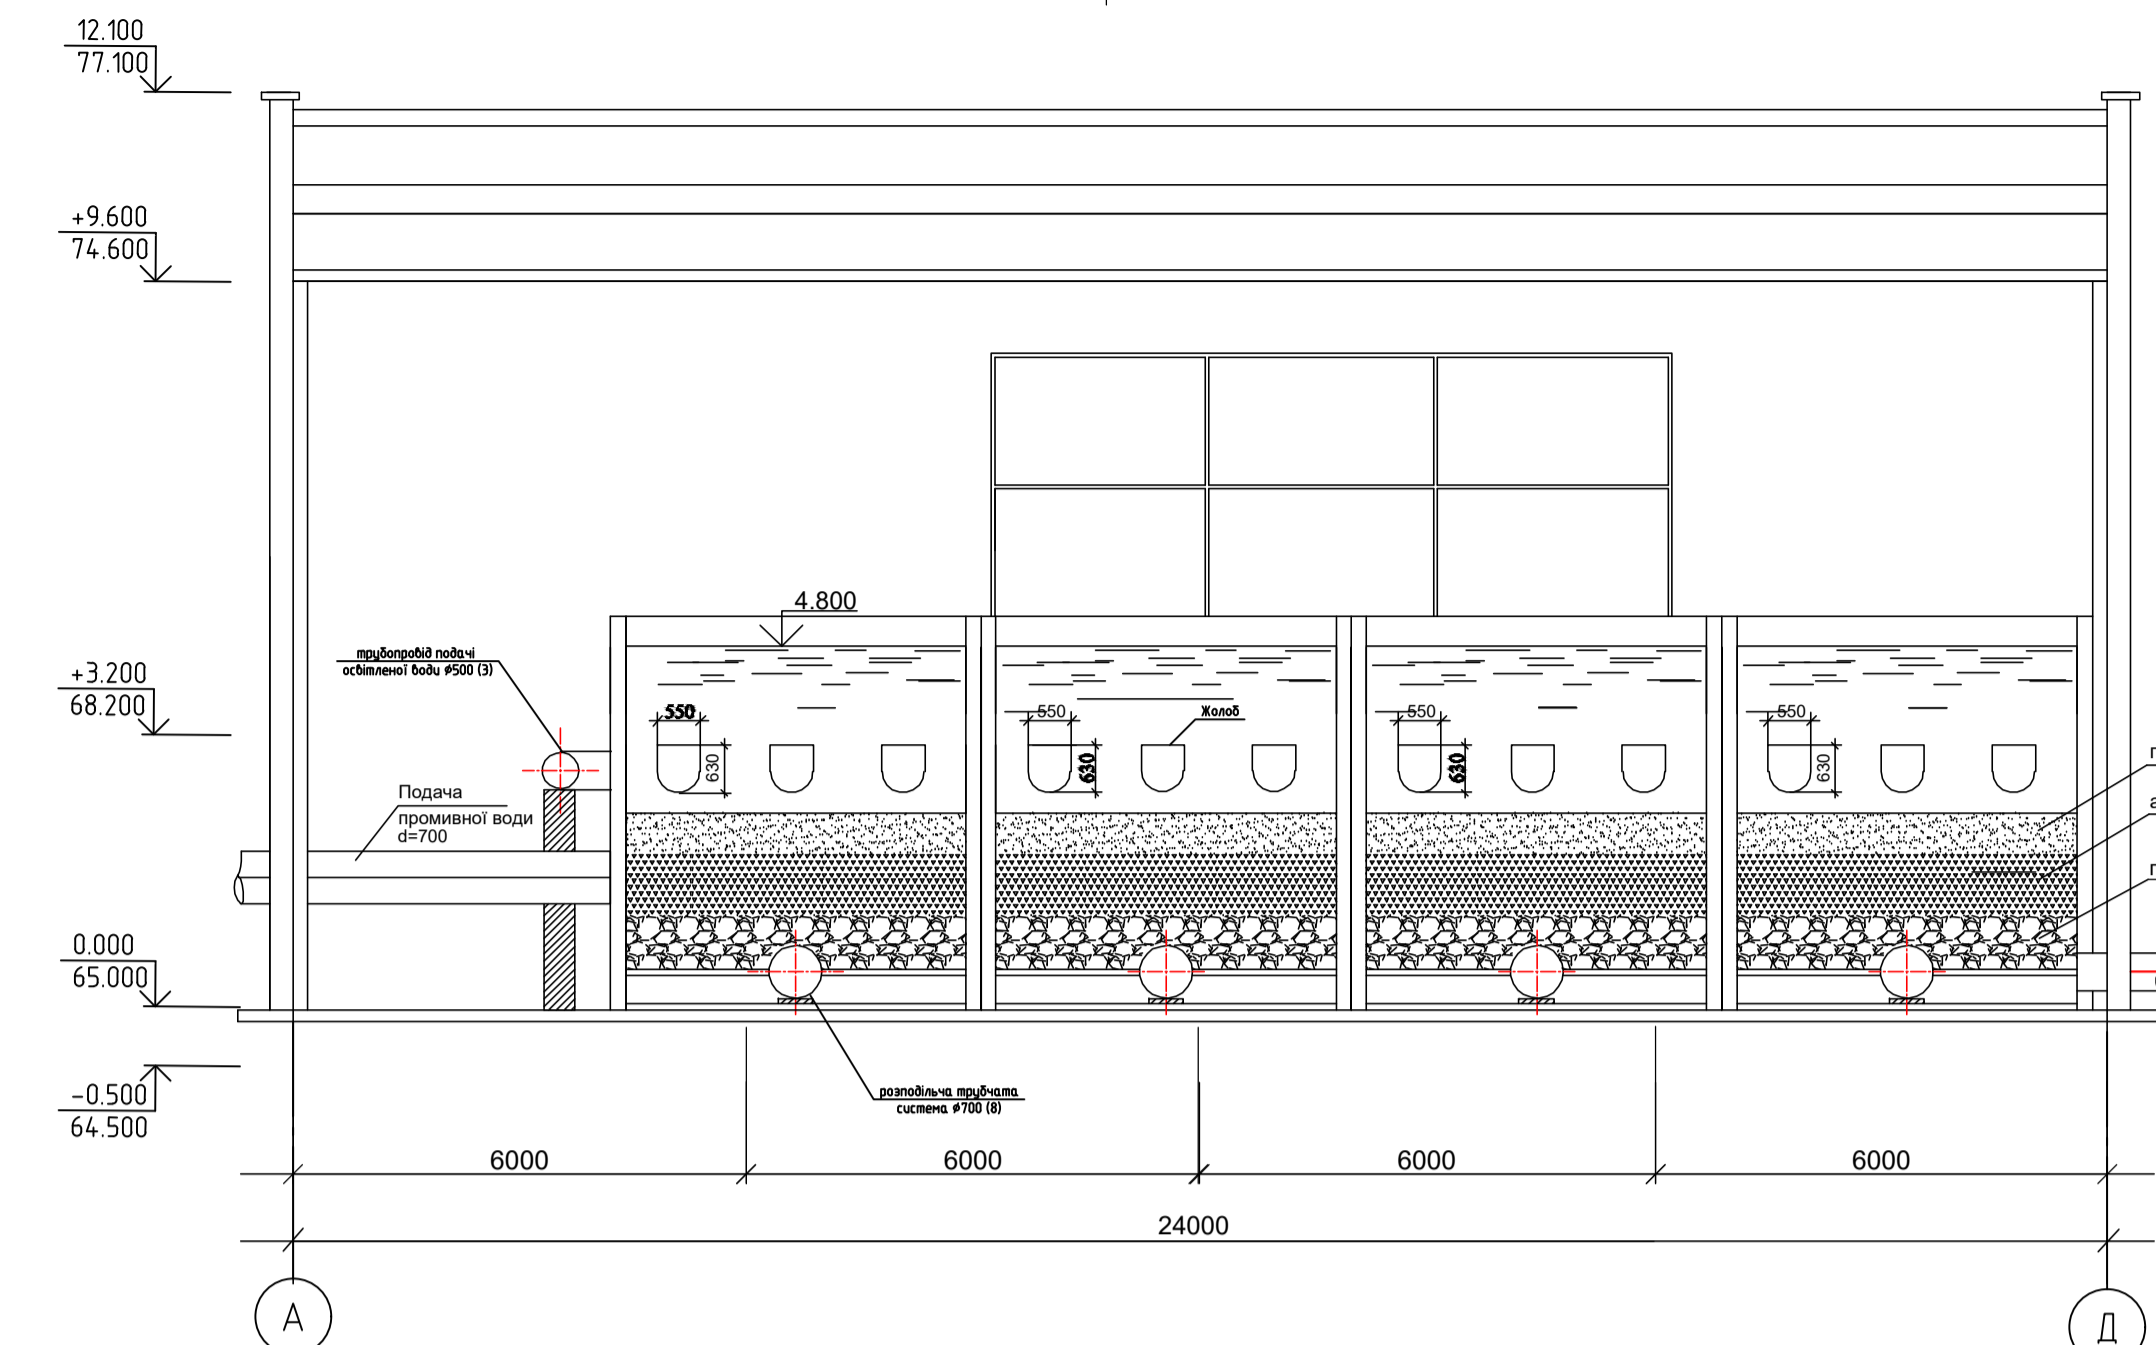 12.100
77.100
+9.600
74.600
4.800
трубопровід подачі
освітленої води ø500 (3)
+3.200
68.200
550
550
550
550
Жолоб
630
630
630
630
Подача
промивної води
d=700
0.000
65.000
-0.500
64.500
розподільча трубчата
система ø700 (8)
6000
6000
6000
6000
24000
А
Д